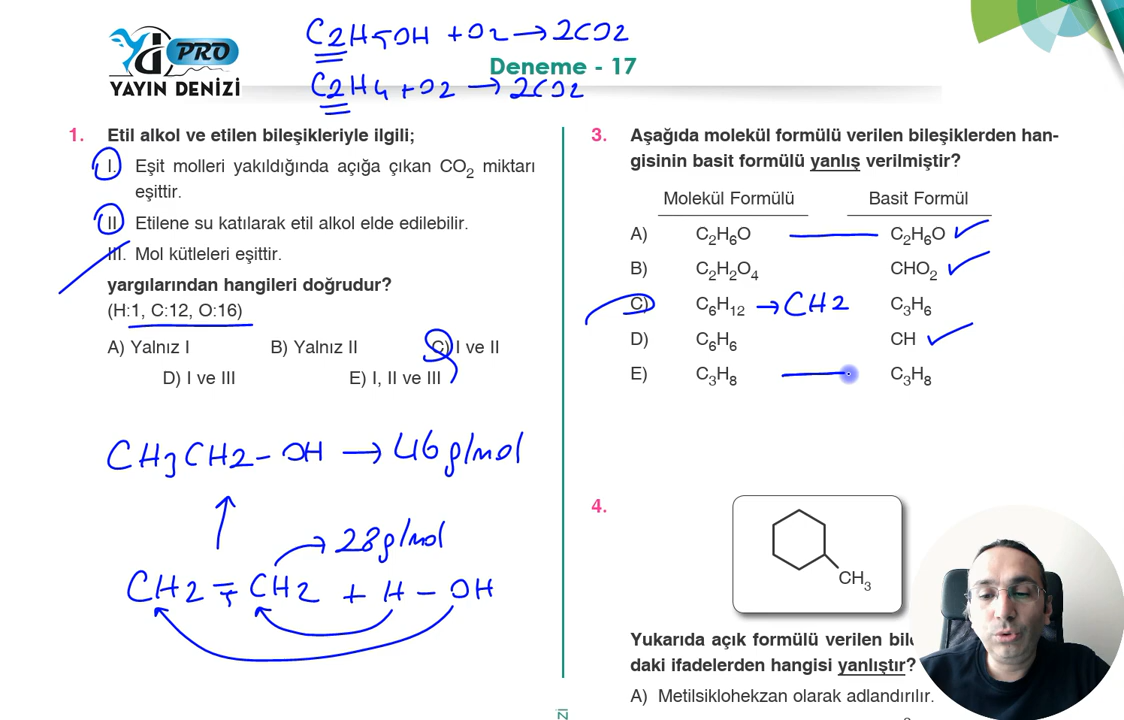 C2H5OH + O2 → 2CO2
PRO
YAYIN DENİZİ
Deneme - 17
C2H4 + O2 → 2CO2
1. Etil alkol ve etilen bileşikleriyle ilgili;
I. Eşit molleri yakıldığında açığa çıkan CO2 miktarı
eşittir.
II. Etilene su katılarak etil alkol elde edilebilir.
III. Mol kütleleri eşittir.
yargılarından hangileri doğrudur?
(H:1, C:12, O:16)
A) Yalnız I B) Yalnız II C) I ve II
D) I ve III E) I, II ve III
CH3CH2-OH → 46 g/mol
28 g/mol
CH2=CH2 + H-OH
3. Aşağıda molekül formülü verilen bileşiklerden han-
gisinin basit formülü yanlış verilmiştir?
Molekül Formülü Basit Formül
A) C2H6O C2H6O
B) C2H2O4 CHO2
C) C6H12 → CH2 C3H6
D) C6H6 CH
E) C3H8 C3H8
4.
CH3
Yukarıda açık formülü verilen
daki ifadelerden hangisi yanlıştır?
A) Metilsiklohekzan olarak adlandırılır.